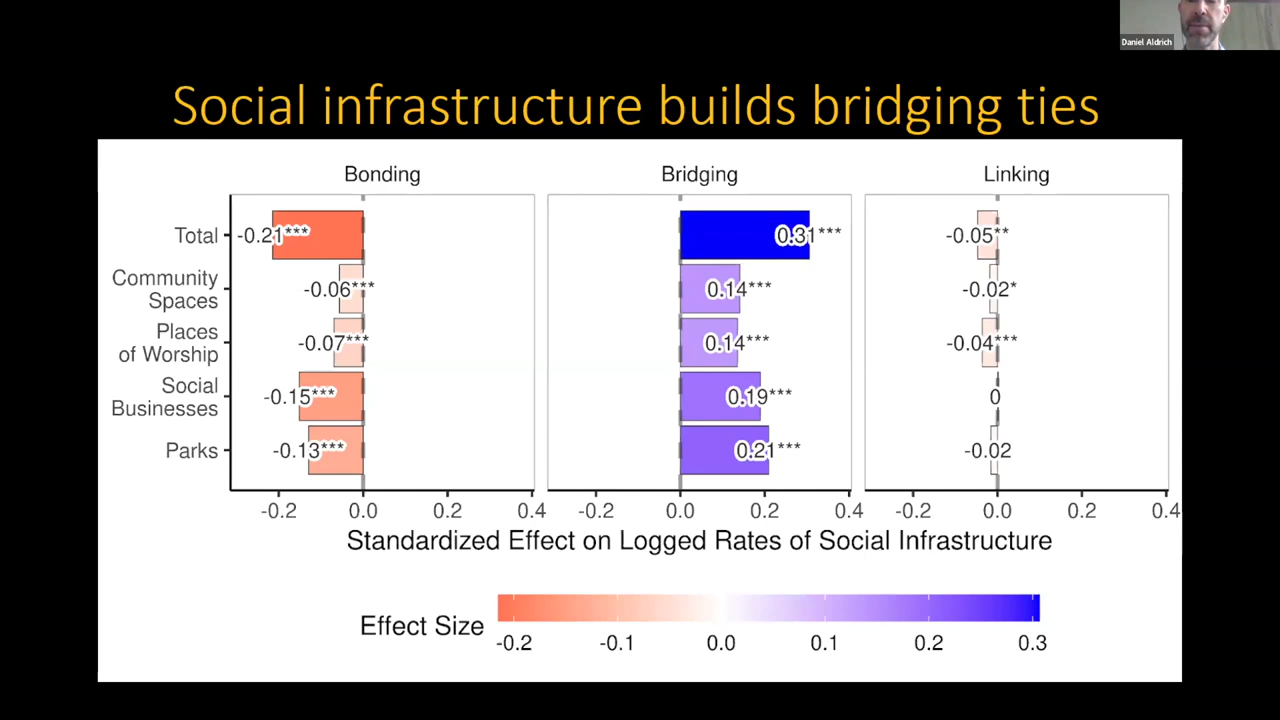 Daniel Aldrich
Social infrastructure builds bridging ties
Bonding
Bridging
Linking
Total
-0.21***
0.31***
-0.05**
Community
Spaces
-0.06***
0.14***
-0.02*
Places
of Worship
-0.07***
0.14***
-0.04***
Social
Businesses
-0.15***
0.19***
0
Parks
-0.13***
0.21***
-0.02
-0.2 0.0 0.2 0.4
-0.2 0.0 0.2 0.4
-0.2 0.0 0.2 0.4
Standardized Effect on Logged Rates of Social Infrastructure
Effect Size
-0.2 -0.1 0.0 0.1 0.2 0.3